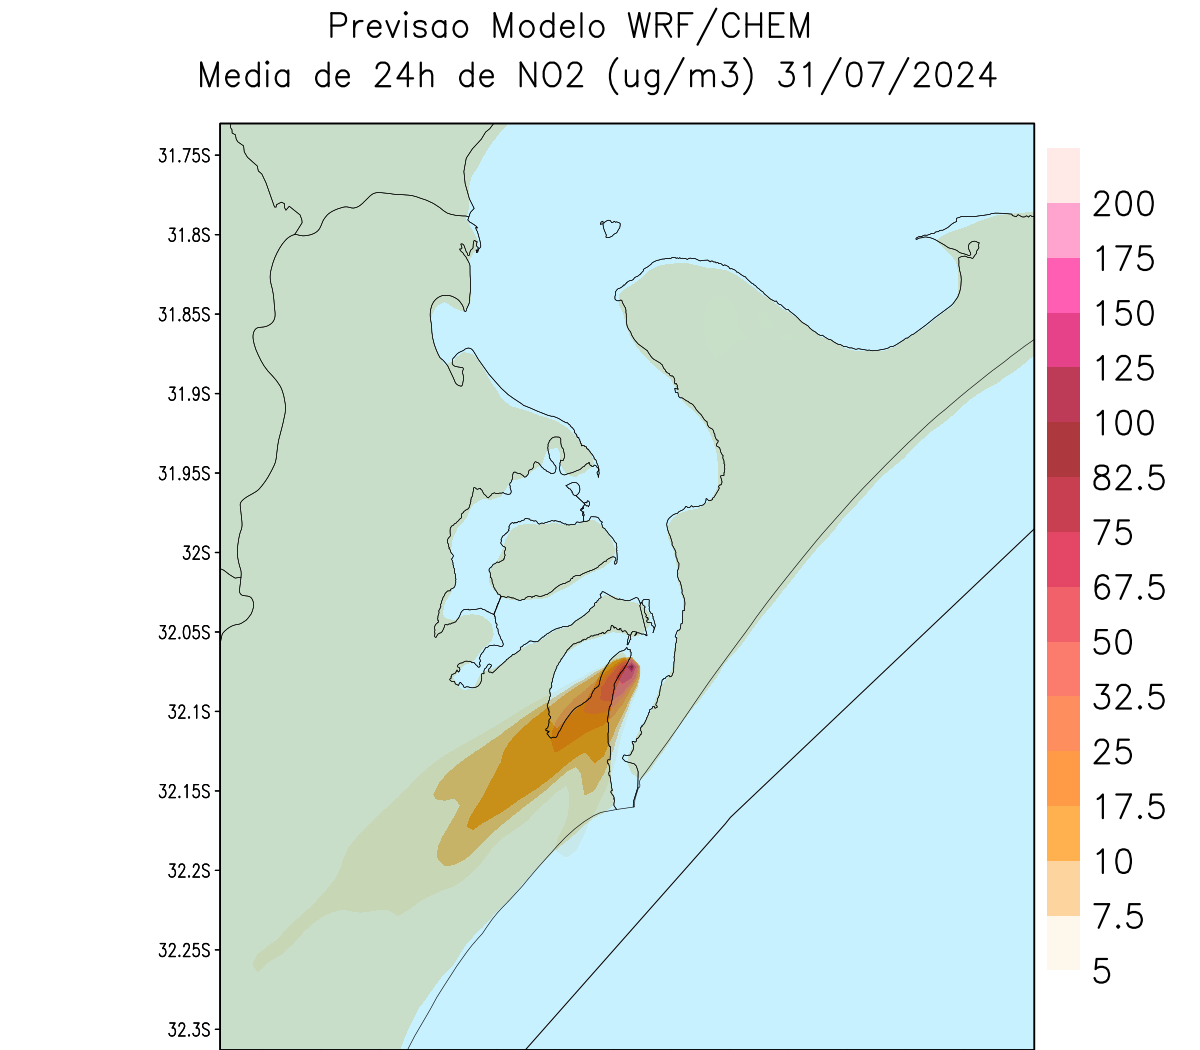 Previsao Modelo WRF/CHEM
Media de 24h de NO2 (ug/m3) 31/07/2024
31.75S
31.8S
31.85S
31.9S
31.95S
32S
32.05S
32.1S
32.15S
32.2S
32.25S
32.3S
200
175
150
125
100
82.5
75
67.5
50
32.5
25
17.5
10
7.5
5